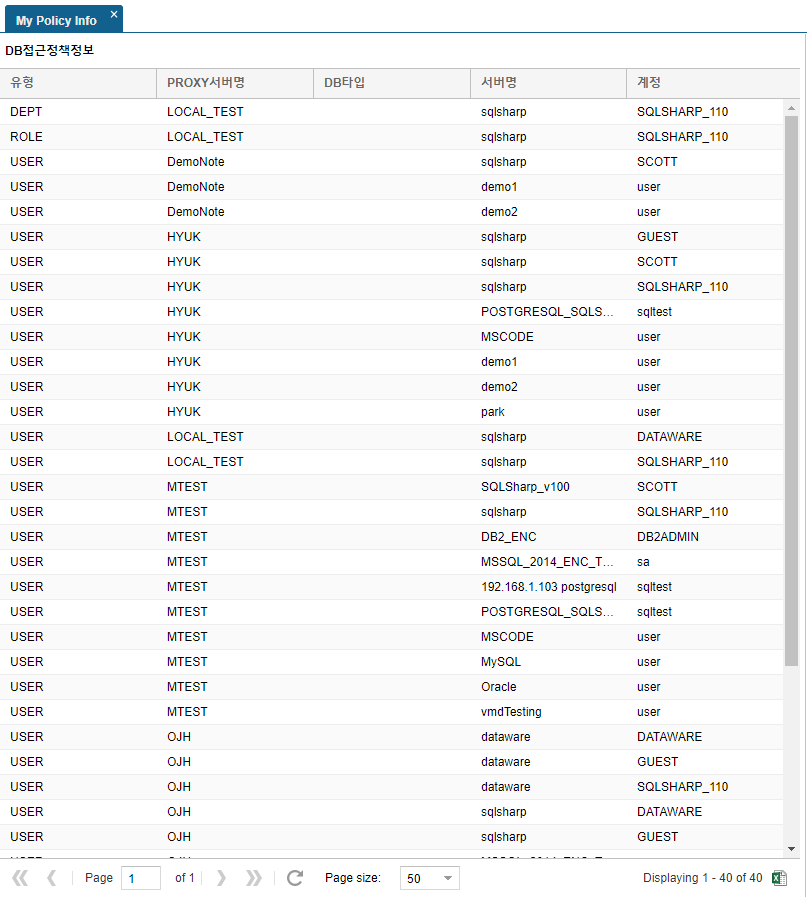 My Policy Info ×
DB접근정책정보
유형 PROXY서버명 DB타입 서버명 계정
DEPT LOCAL_TEST sqlsharp SQLSHARP_110
ROLE LOCAL_TEST sqlsharp SQLSHARP_110
USER DemoNote sqlsharp SCOTT
USER DemoNote demo1 user
USER DemoNote demo2 user
USER HYUK sqlsharp GUEST
USER HYUK sqlsharp SCOTT
USER HYUK sqlsharp SQLSHARP_110
USER HYUK POSTGRESQL_SQLS... sqltest
USER HYUK MSCODE user
USER HYUK demo1 user
USER HYUK demo2 user
USER HYUK park user
USER LOCAL_TEST sqlsharp DATAWARE
USER LOCAL_TEST sqlsharp SQLSHARP_110
USER MTEST SQLSharp_v100 SCOTT
USER MTEST sqlsharp SQLSHARP_110
USER MTEST DB2_ENC DB2ADMIN
USER MTEST MSSQL_2014_ENC_T... sa
USER MTEST 192.168.1.103 postgresql sqltest
USER MTEST POSTGRESQL_SQLS... sqltest
USER MTEST MSCODE user
USER MTEST MySQL user
USER MTEST Oracle user
USER MTEST vmdTesting user
USER OJH dataware DATAWARE
USER OJH dataware GUEST
USER OJH dataware SQLSHARP_110
USER OJH sqlsharp DATAWARE
USER OJH sqlsharp GUEST
Page 1 of 1 Page size: 50 Displaying 1 - 40 of 40